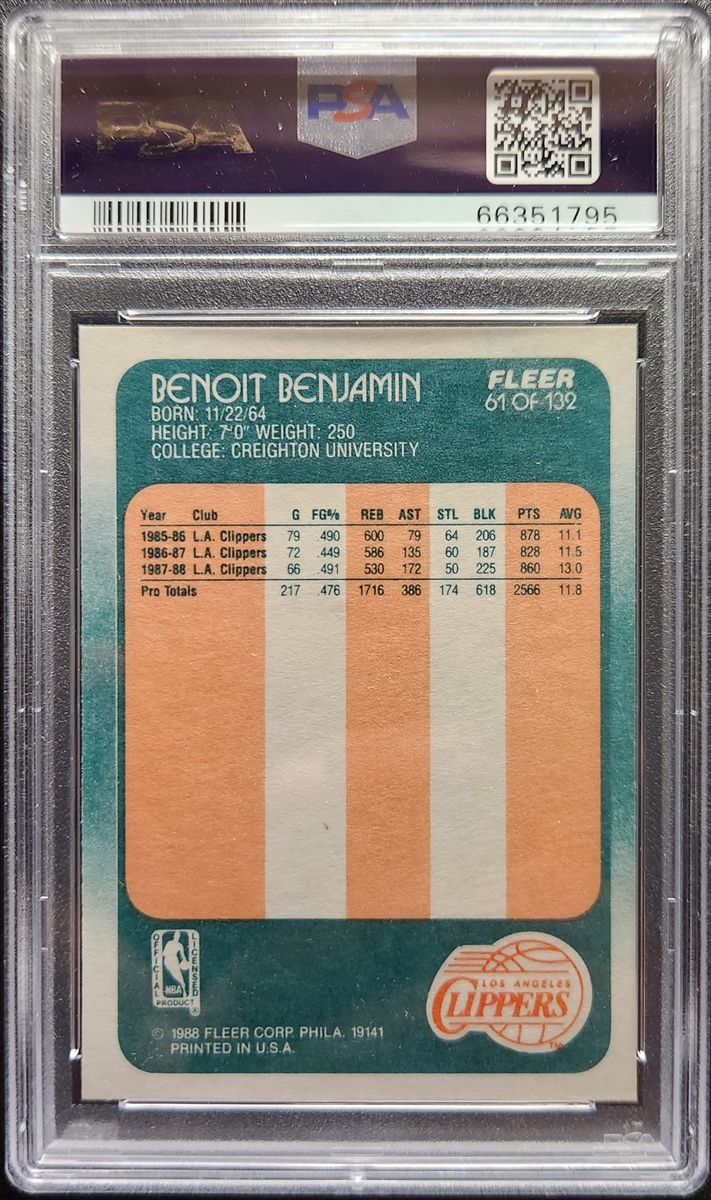 PSA PSA
66351795
BENOIT BENJAMIN FLEER
BORN: 11/22/64 61 OF 132
HEIGHT: 7'0" WEIGHT: 250
COLLEGE: CREIGHTON UNIVERSITY
Year Club G FG% REB AST STL BLK PTS AVG
1985-86 L.A. Clippers 79 .490 600 79 64 206 878 11.1
1986-87 L.A. Clippers 72 .449 586 135 60 187 828 11.5
1987-88 L.A. Clippers 66 .491 530 172 50 225 860 13.0
Pro Totals 217 .476 1716 386 174 618 2566 11.8
OFFICIAL LICENSED
NBA
PRODUCT
®
LOS ANGELES
CLIPPERS
TM
© 1988 FLEER CORP. PHILA. 19141
PRINTED IN U.S.A.
PSA